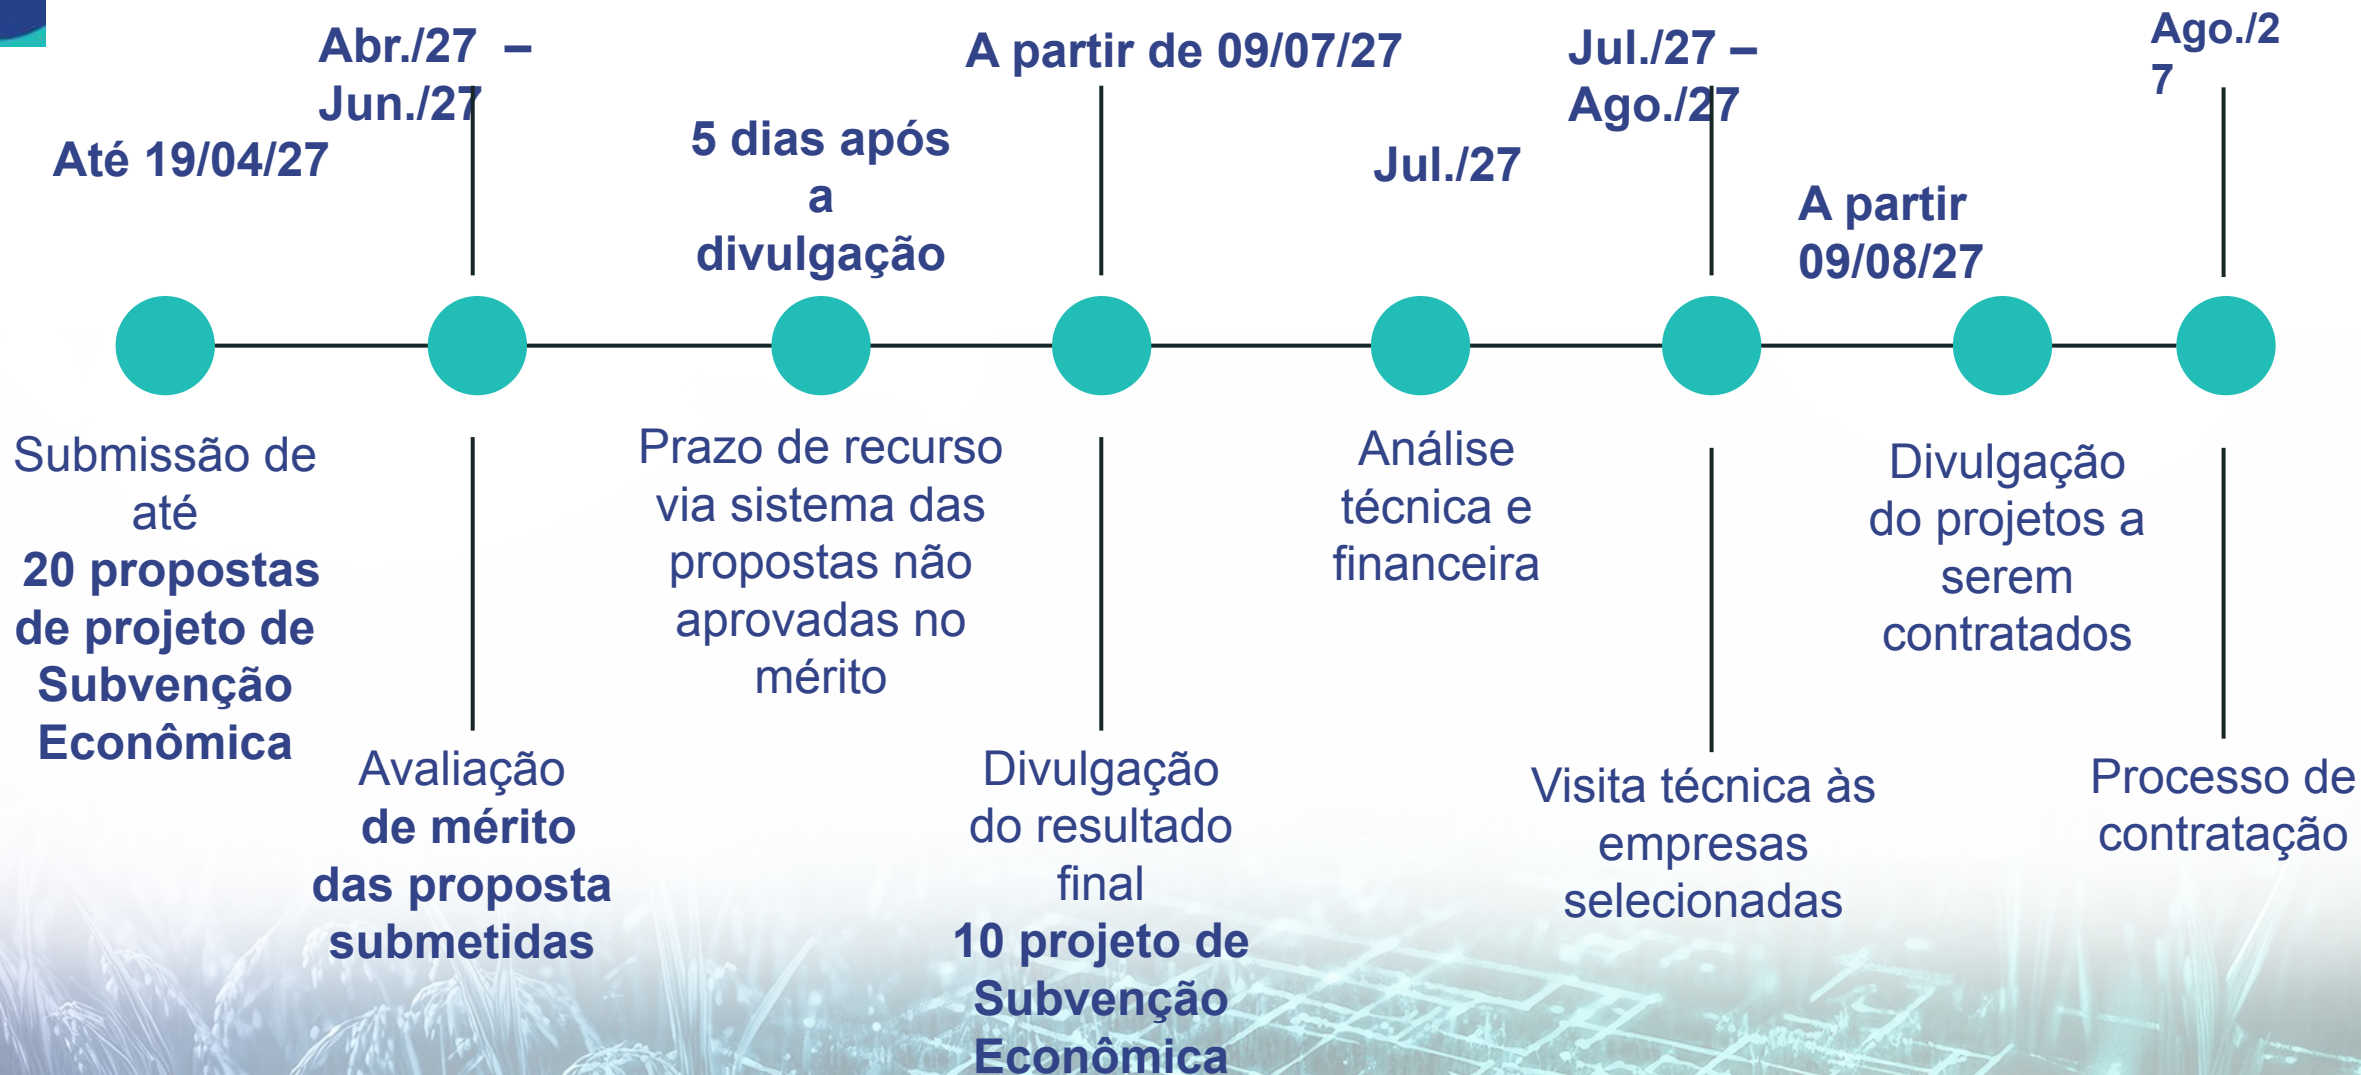 Até 19/04/27
Submissão de
até
20 propostas
de projeto de
Subvenção
Econômica
Abr./27 –
Jun./27
Avaliação
de mérito
das proposta
submetidas
5 dias após
a
divulgação
Prazo de recurso
via sistema das
propostas não
aprovadas no
mérito
A partir de 09/07/27
Divulgação
do resultado
final
10 projeto de
Subvenção
Econômica
Jul./27
Análise
técnica e
financeira
Jul./27 –
Ago./27
Visita técnica às
empresas
selecionadas
A partir
09/08/27
Divulgação
do projetos a
serem
contratados
Ago./2
7
Processo de
contratação